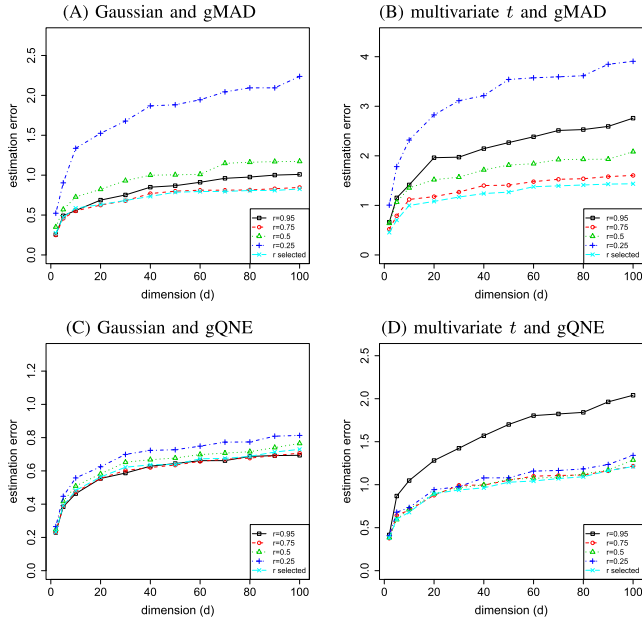 (A) Gaussian and gMAD
(B) multivariate t and gMAD
estimation error
0.0 0.5 1.0 1.5 2.0 2.5
0 20 40 60 80 100
dimension (d)
r=0.95
r=0.75
r=0.5
r=0.25
r selected
estimation error
0 1 2 3 4
0 20 40 60 80 100
dimension (d)
r=0.95
r=0.75
r=0.5
r=0.25
r selected
(C) Gaussian and gQNE
(D) multivariate t and gQNE
estimation error
0.0 0.2 0.4 0.6 0.8 1.0 1.2
0 20 40 60 80 100
dimension (d)
r=0.95
r=0.75
r=0.5
r=0.25
r selected
estimation error
0.0 0.5 1.0 1.5 2.0 2.5
0 20 40 60 80 100
dimension (d)
r=0.95
r=0.75
r=0.5
r=0.25
r selected